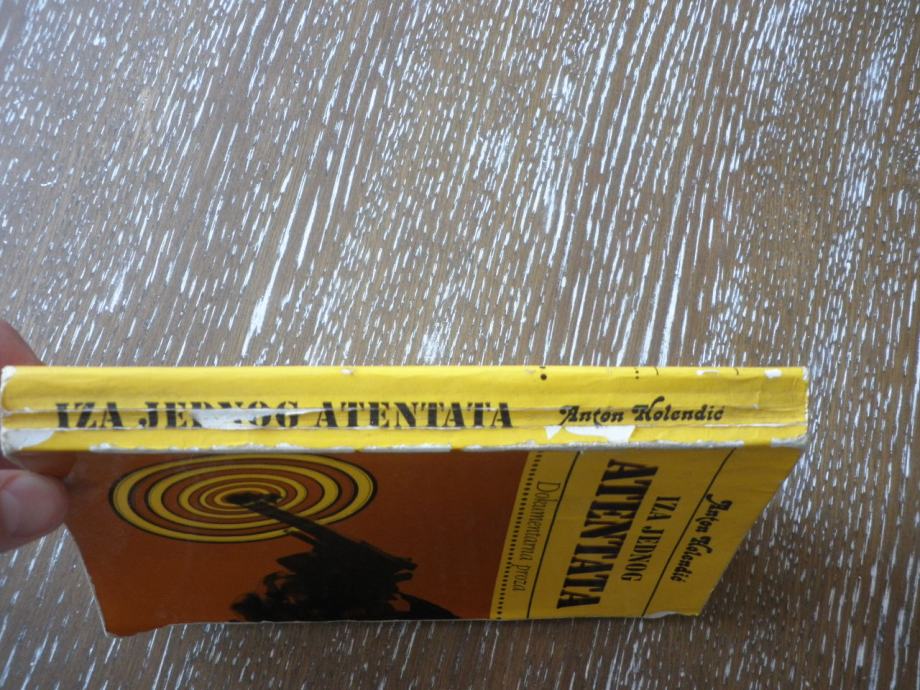 IZA JEDNOG ATENTATA Anton Kolendić
Anton Kolendić
IZA JEDNOG
ATENTATA
Dokumentarna proza